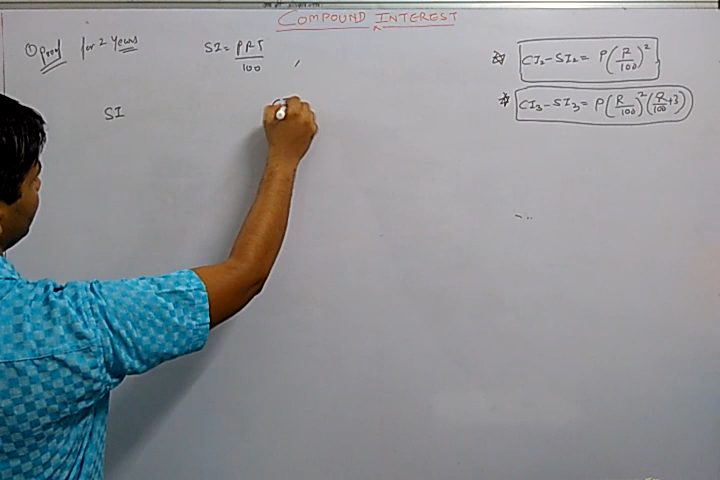 COMPOUND INTEREST
① Proof for 2 Years
SI = PRT/100 ,
☆ CI₂ - SI₂ = P(R/100)²
☆ CI₃ - SI₃ = P(R/100)²(R/100+3)
SI